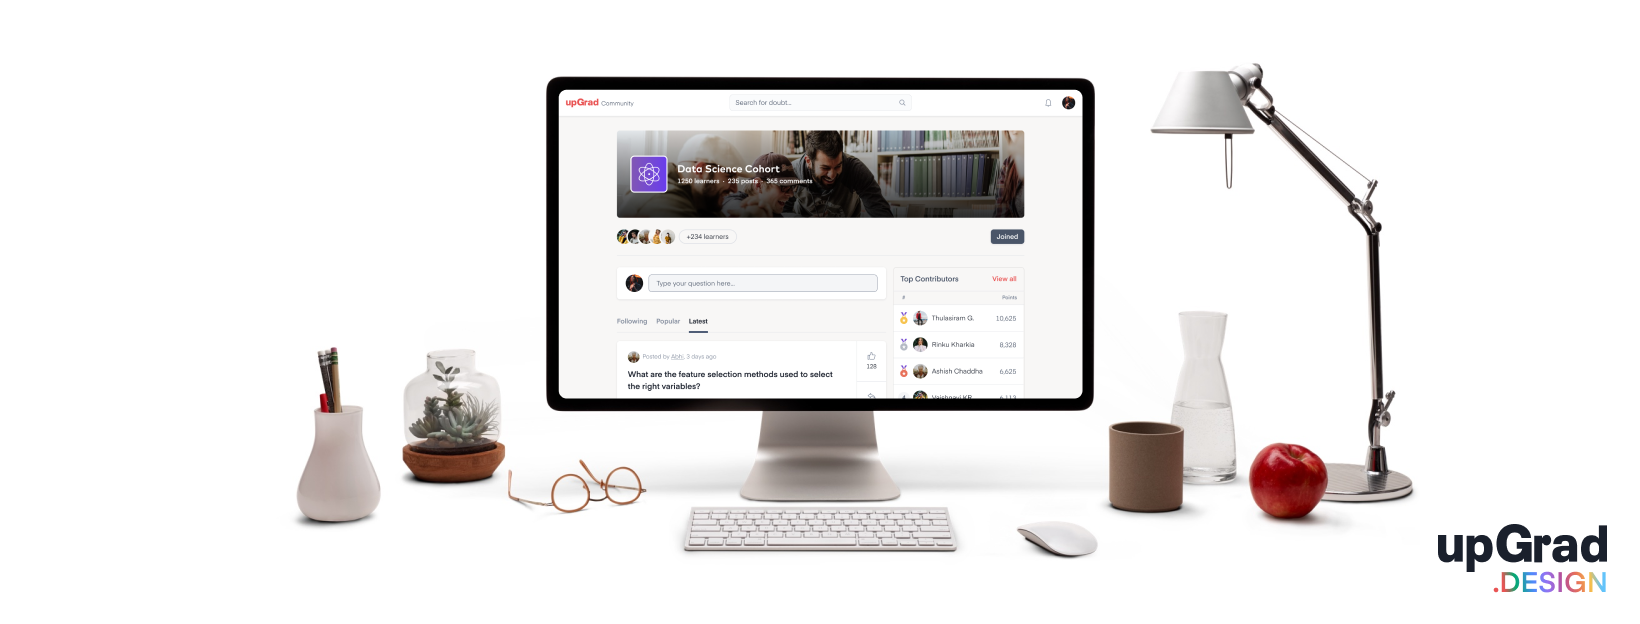 upGrad Community
Search for doubt...
Data Science Cohort
1250 learners · 235 posts · 365 comments
+234 learners
Joined
Type your question here...
Following Popular Latest
Posted by Abhi, 3 days ago
128
What are the feature selection methods used to select
the right variables?
Top Contributors View all
# Points
Thulasiram G. 10,625
Rinku Kharkia 8,328
Ashish Chaddha 6,625
4 Vaishnavi KR 6,113
upGrad
.DESIGN